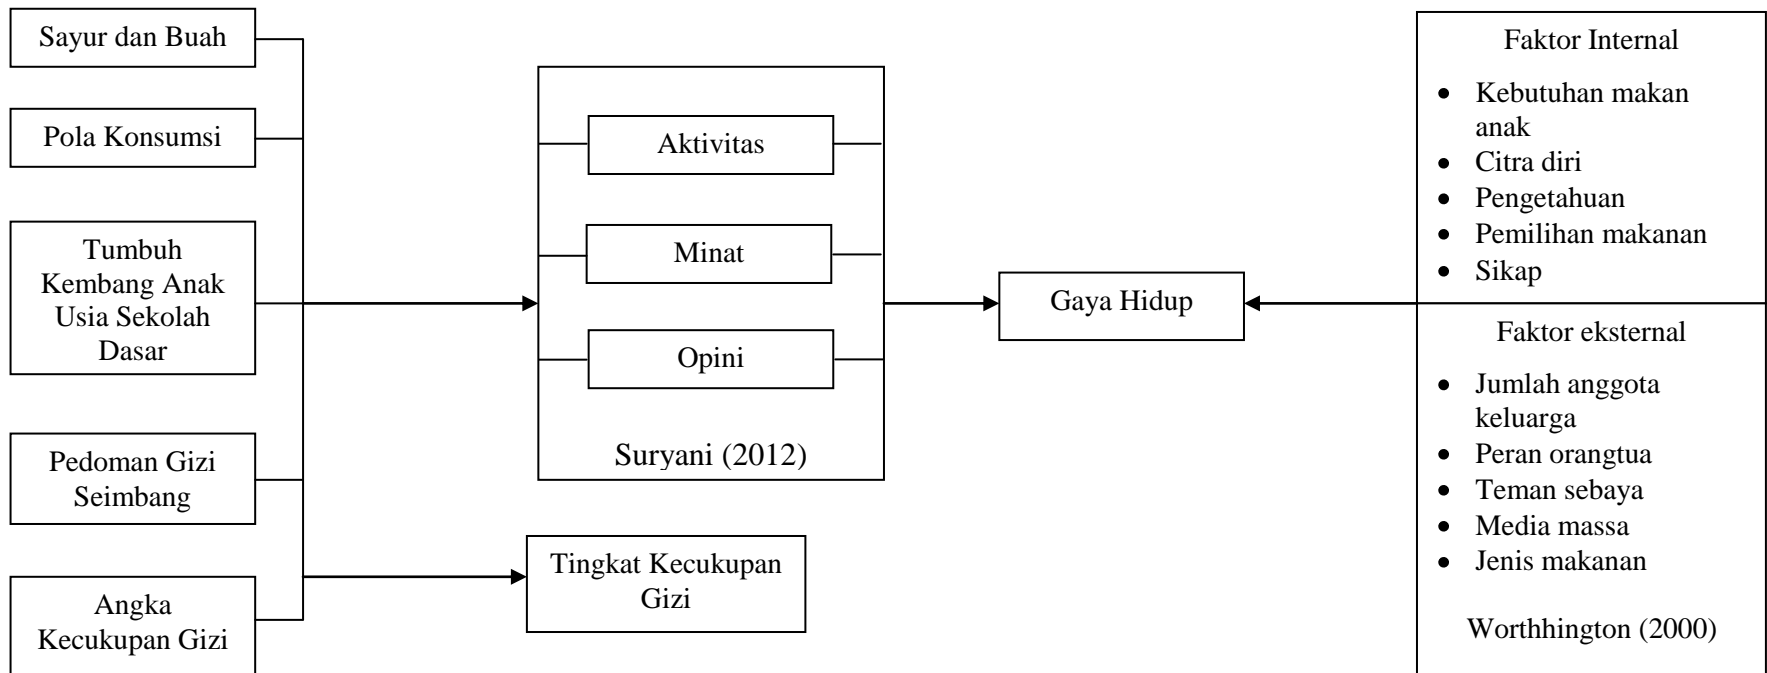 Sayur dan Buah
Pola Konsumsi
Tumbuh
Kembang Anak
Usia Sekolah
Dasar
Pedoman Gizi
Seimbang
Angka
Kecukupan Gizi
Aktivitas
Minat
Opini
Suryani (2012)
Tingkat Kecukupan
Gizi
Gaya Hidup
Faktor Internal
• Kebutuhan makan
anak
• Citra diri
• Pengetahuan
• Pemilihan makanan
• Sikap
Faktor eksternal
• Jumlah anggota
keluarga
• Peran orangtua
• Teman sebaya
• Media massa
• Jenis makanan
Worthhington (2000)